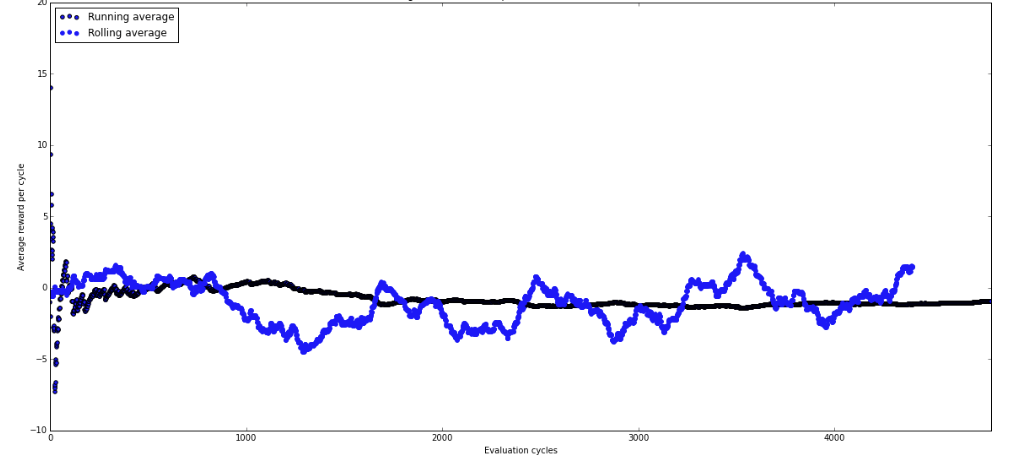 20
Running average
Rolling average
15
10
5
0
−5
−10
Average reward per cycle
0 1000 2000 3000 4000
Evaluation cycles